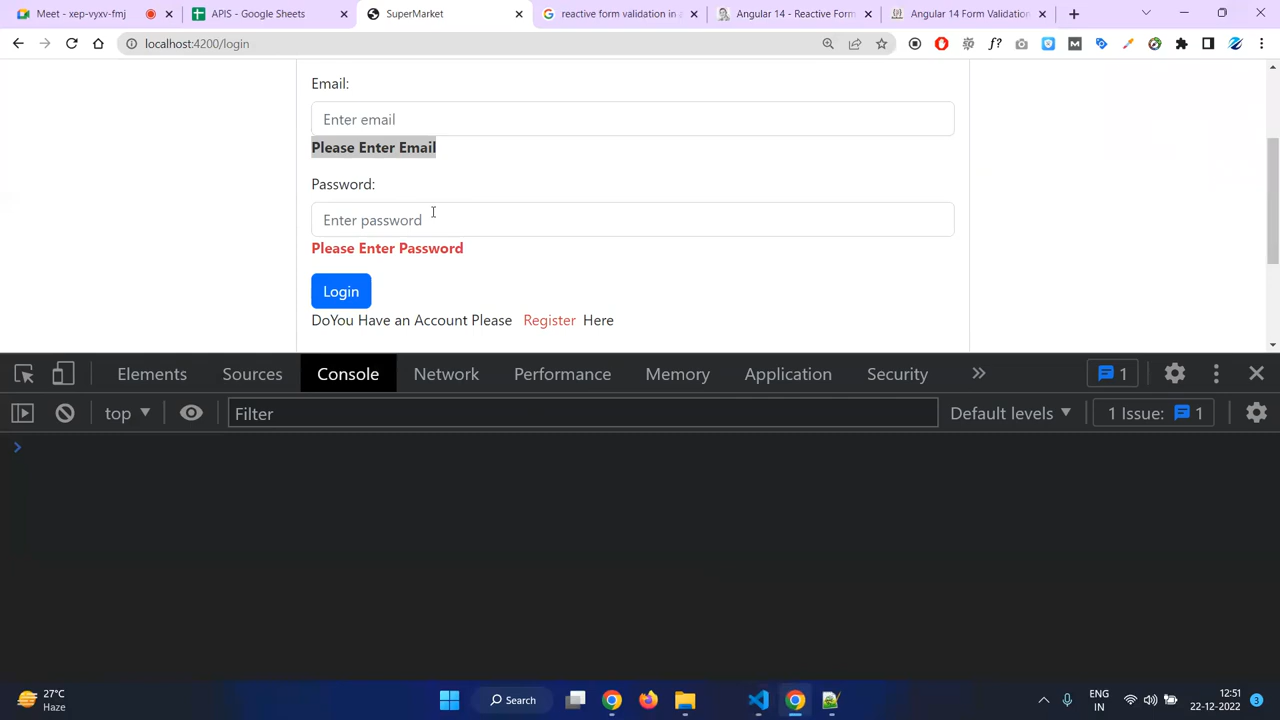 Meet - xep-yyxv-fmj
APIS - Google Sheets
SuperMarket
reactive form validation in a
Angular 14 - Reactive Form
Angular 14 Form Validation
localhost:4200/login
Email:
Enter email
Please Enter Email
Password:
Enter password
Please Enter Password
Login
DoYou Have an Account Please Register Here
Elements
Sources
Console
Network
Performance
Memory
Application
Security
1
top
Filter
Default levels
1 Issue: 1
27°C
Haze
Search
ENG
IN
12:51
22-12-2022
3